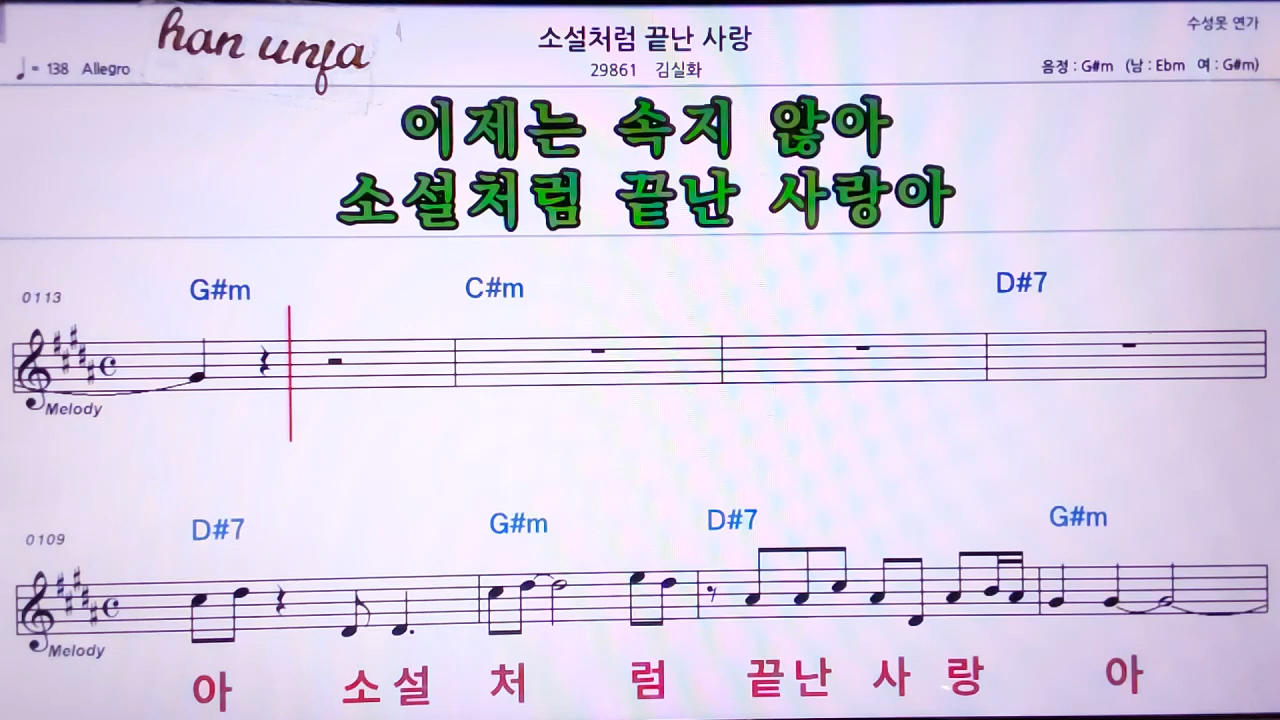 han unfa
소설처럼 끝난 사랑
수성못 연가
♩= 138 Allegro
29861 김실화
음정 : G#m (남 : Ebm 여 : G#m)
이제는 속지 않아
소설처럼 끝난 사랑아
0113
G#m C#m D#7
Melody
0109
D#7 G#m D#7 G#m
Melody
아 소 설 처 럼 끝 난 사 랑 아